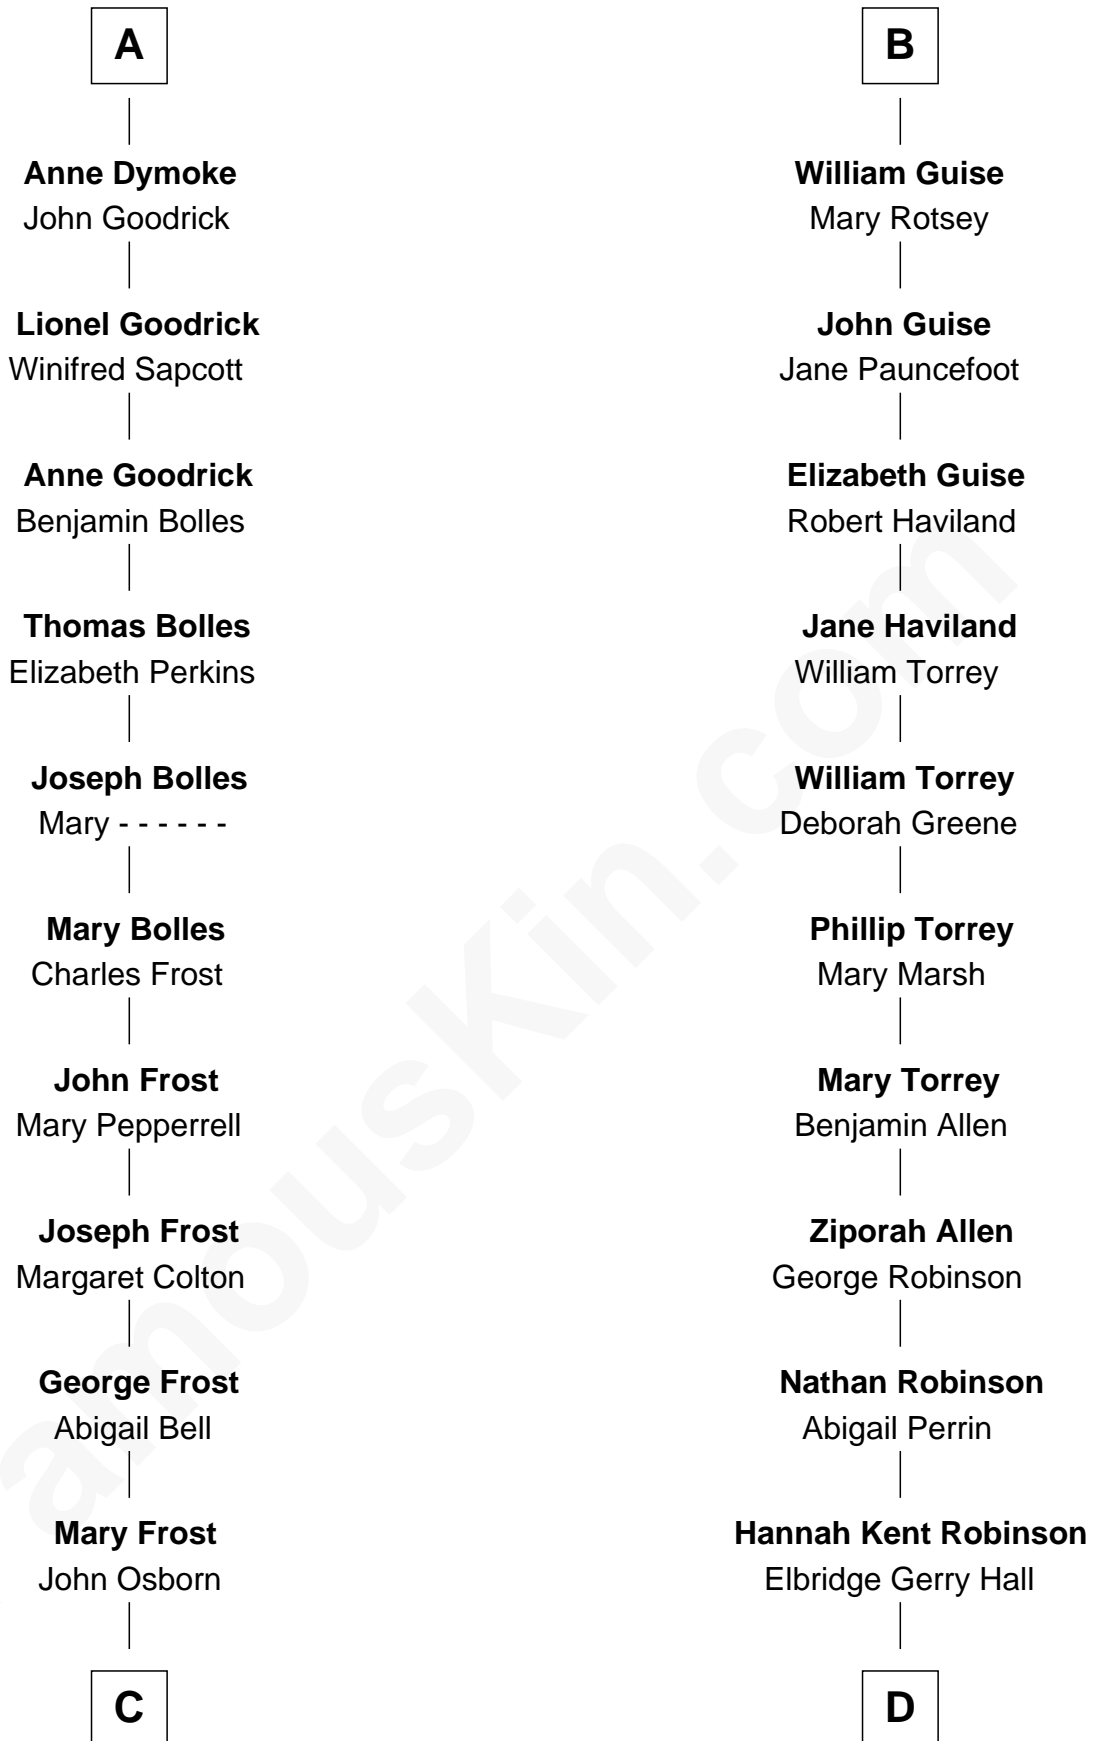 A
Anne Dymoke
John Goodrick
Lionel Goodrick
Winifred Sapcott
Anne Goodrick
Benjamin Bolles
Thomas Bolles
Elizabeth Perkins
Joseph Bolles
Mary - - - - - -
Mary Bolles
Charles Frost
John Frost
Mary Pepperrell
Joseph Frost
Margaret Colton
George Frost
Abigail Bell
Mary Frost
John Osborn
C
B
William Guise
Mary Rotsey
John Guise
Jane Pauncefoot
Elizabeth Guise
Robert Haviland
Jane Haviland
William Torrey
William Torrey
Deborah Greene
Phillip Torrey
Mary Marsh
Mary Torrey
Benjamin Allen
Ziporah Allen
George Robinson
Nathan Robinson
Abigail Perrin
Hannah Kent Robinson
Elbridge Gerry Hall
D
amouskin.com